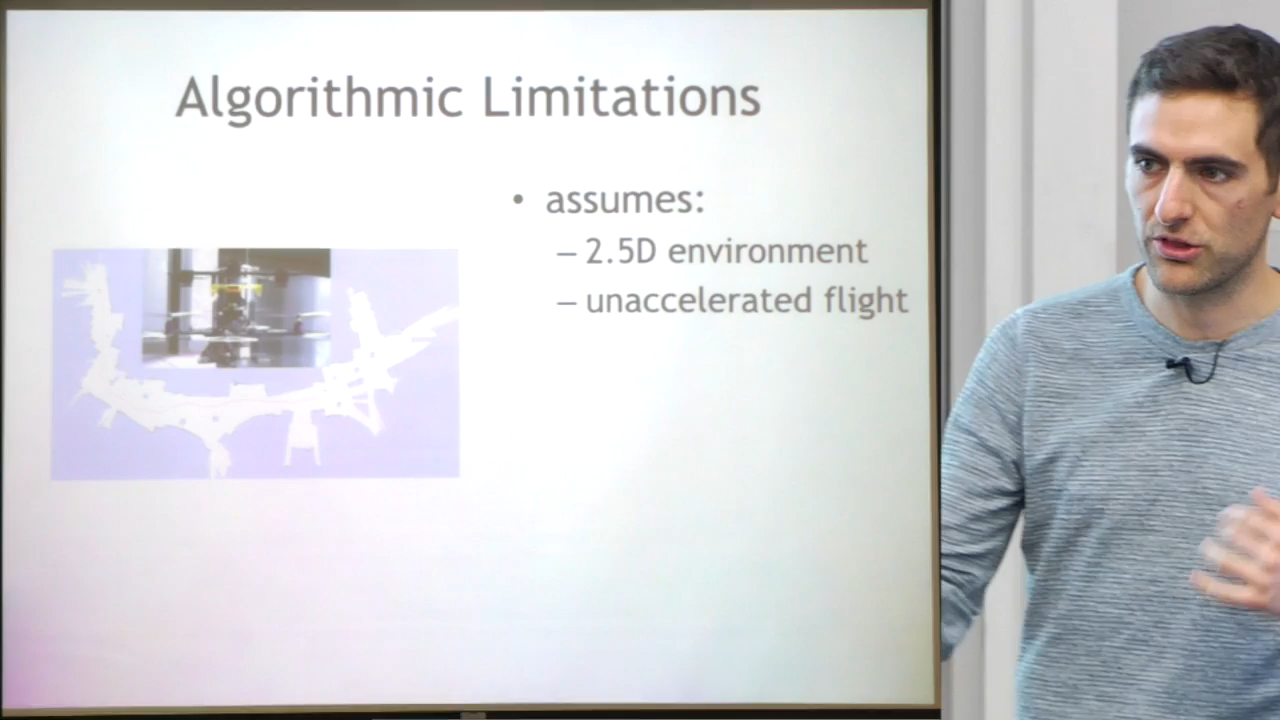 Algorithmic Limitations
• assumes:
– 2.5D environment
– unaccelerated flight